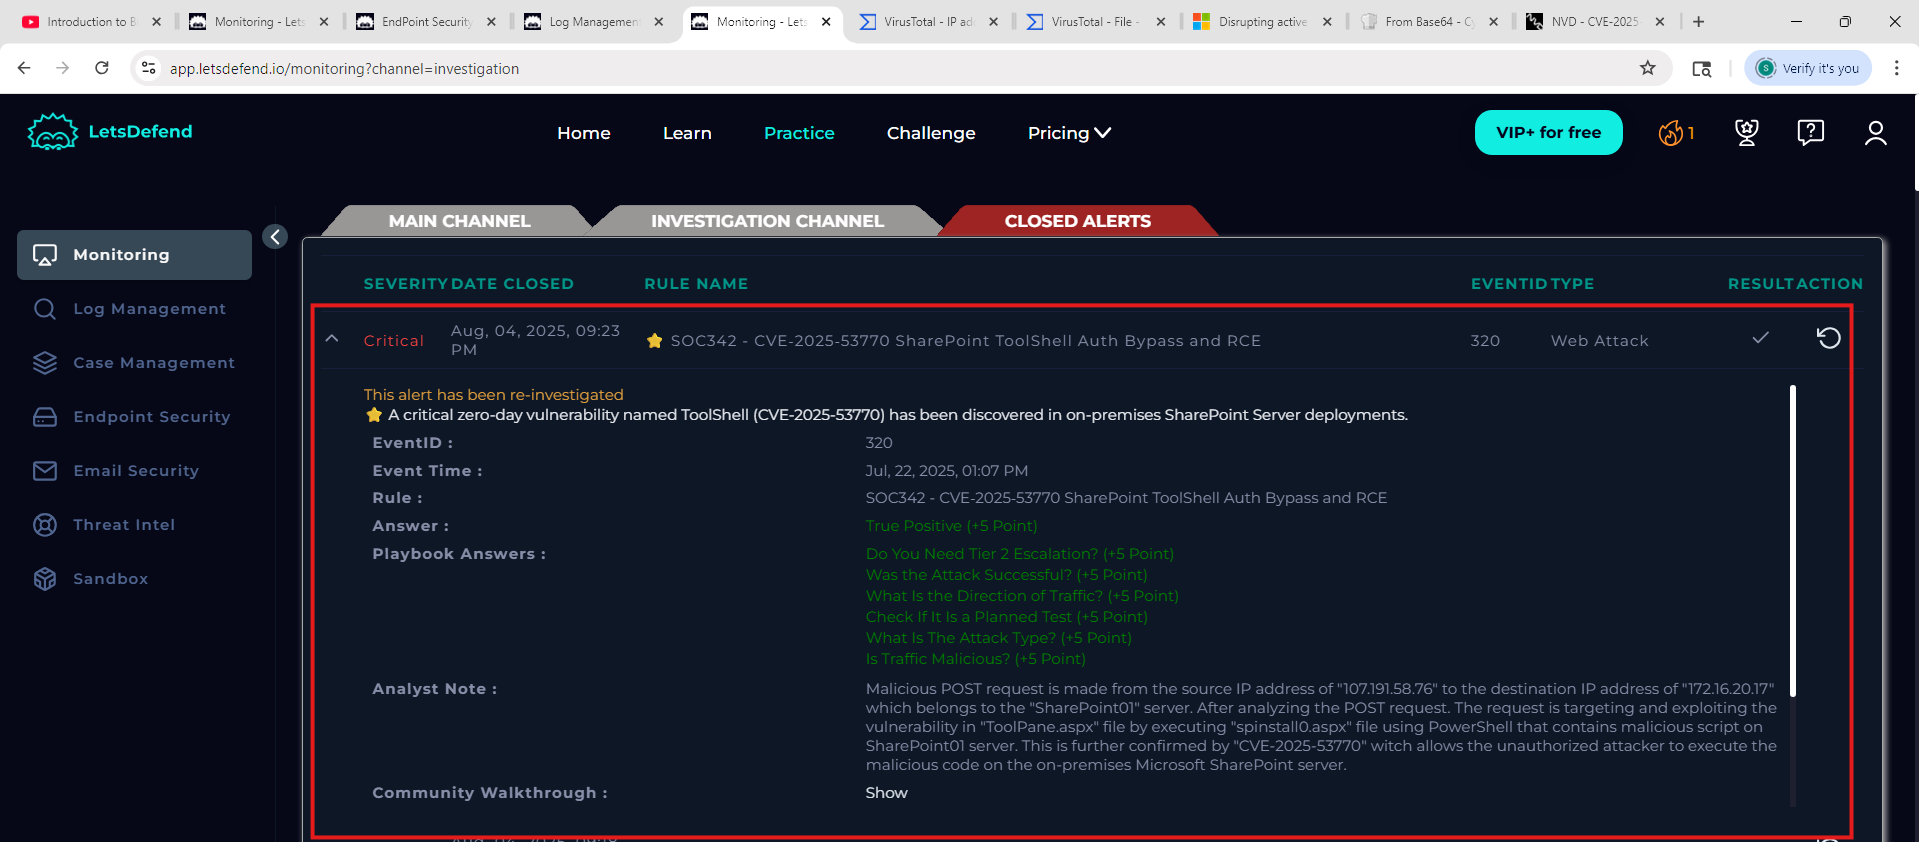 Introduction to B
Monitoring - Lets
EndPoint Security
Log Management
Monitoring - Lets
VirusTotal - IP ad
VirusTotal - File -
Disrupting active
From Base64 - Cy
NVD - CVE-2025-
app.letsdefend.io/monitoring?channel=investigation
S
Verify it's you
LetsDefend
Home
Learn
Practice
Challenge
Pricing
VIP+ for free
1
MAIN CHANNEL
INVESTIGATION CHANNEL
CLOSED ALERTS
Monitoring
Log Management
Case Management
Endpoint Security
Email Security
Threat Intel
Sandbox
SEVERITY DATE CLOSED RULE NAME EVENTID TYPE RESULT ACTION
Critical Aug, 04, 2025, 09:23 PM SOC342 - CVE-2025-53770 SharePoint ToolShell Auth Bypass and RCE 320 Web Attack
This alert has been re-investigated
A critical zero-day vulnerability named ToolShell (CVE-2025-53770) has been discovered in on-premises SharePoint Server deployments.
EventID : 320
Event Time : Jul, 22, 2025, 01:07 PM
Rule : SOC342 - CVE-2025-53770 SharePoint ToolShell Auth Bypass and RCE
Answer : True Positive (+5 Point)
Playbook Answers : Do You Need Tier 2 Escalation? (+5 Point)
Was the Attack Successful? (+5 Point)
What Is the Direction of Traffic? (+5 Point)
Check If It Is a Planned Test (+5 Point)
What Is The Attack Type? (+5 Point)
Is Traffic Malicious? (+5 Point)
Analyst Note : Malicious POST request is made from the source IP address of "107.191.58.76" to the destination IP address of "172.16.20.17"
which belongs to the "SharePoint01" server. After analyzing the POST request. The request is targeting and exploiting the
vulnerability in "ToolPane.aspx" file by executing "spinstall0.aspx" file using PowerShell that contains malicious script on
SharePoint01 server. This is further confirmed by "CVE-2025-53770" witch allows the unauthorized attacker to execute the
malicious code on the on-premises Microsoft SharePoint server.
Community Walkthrough : Show